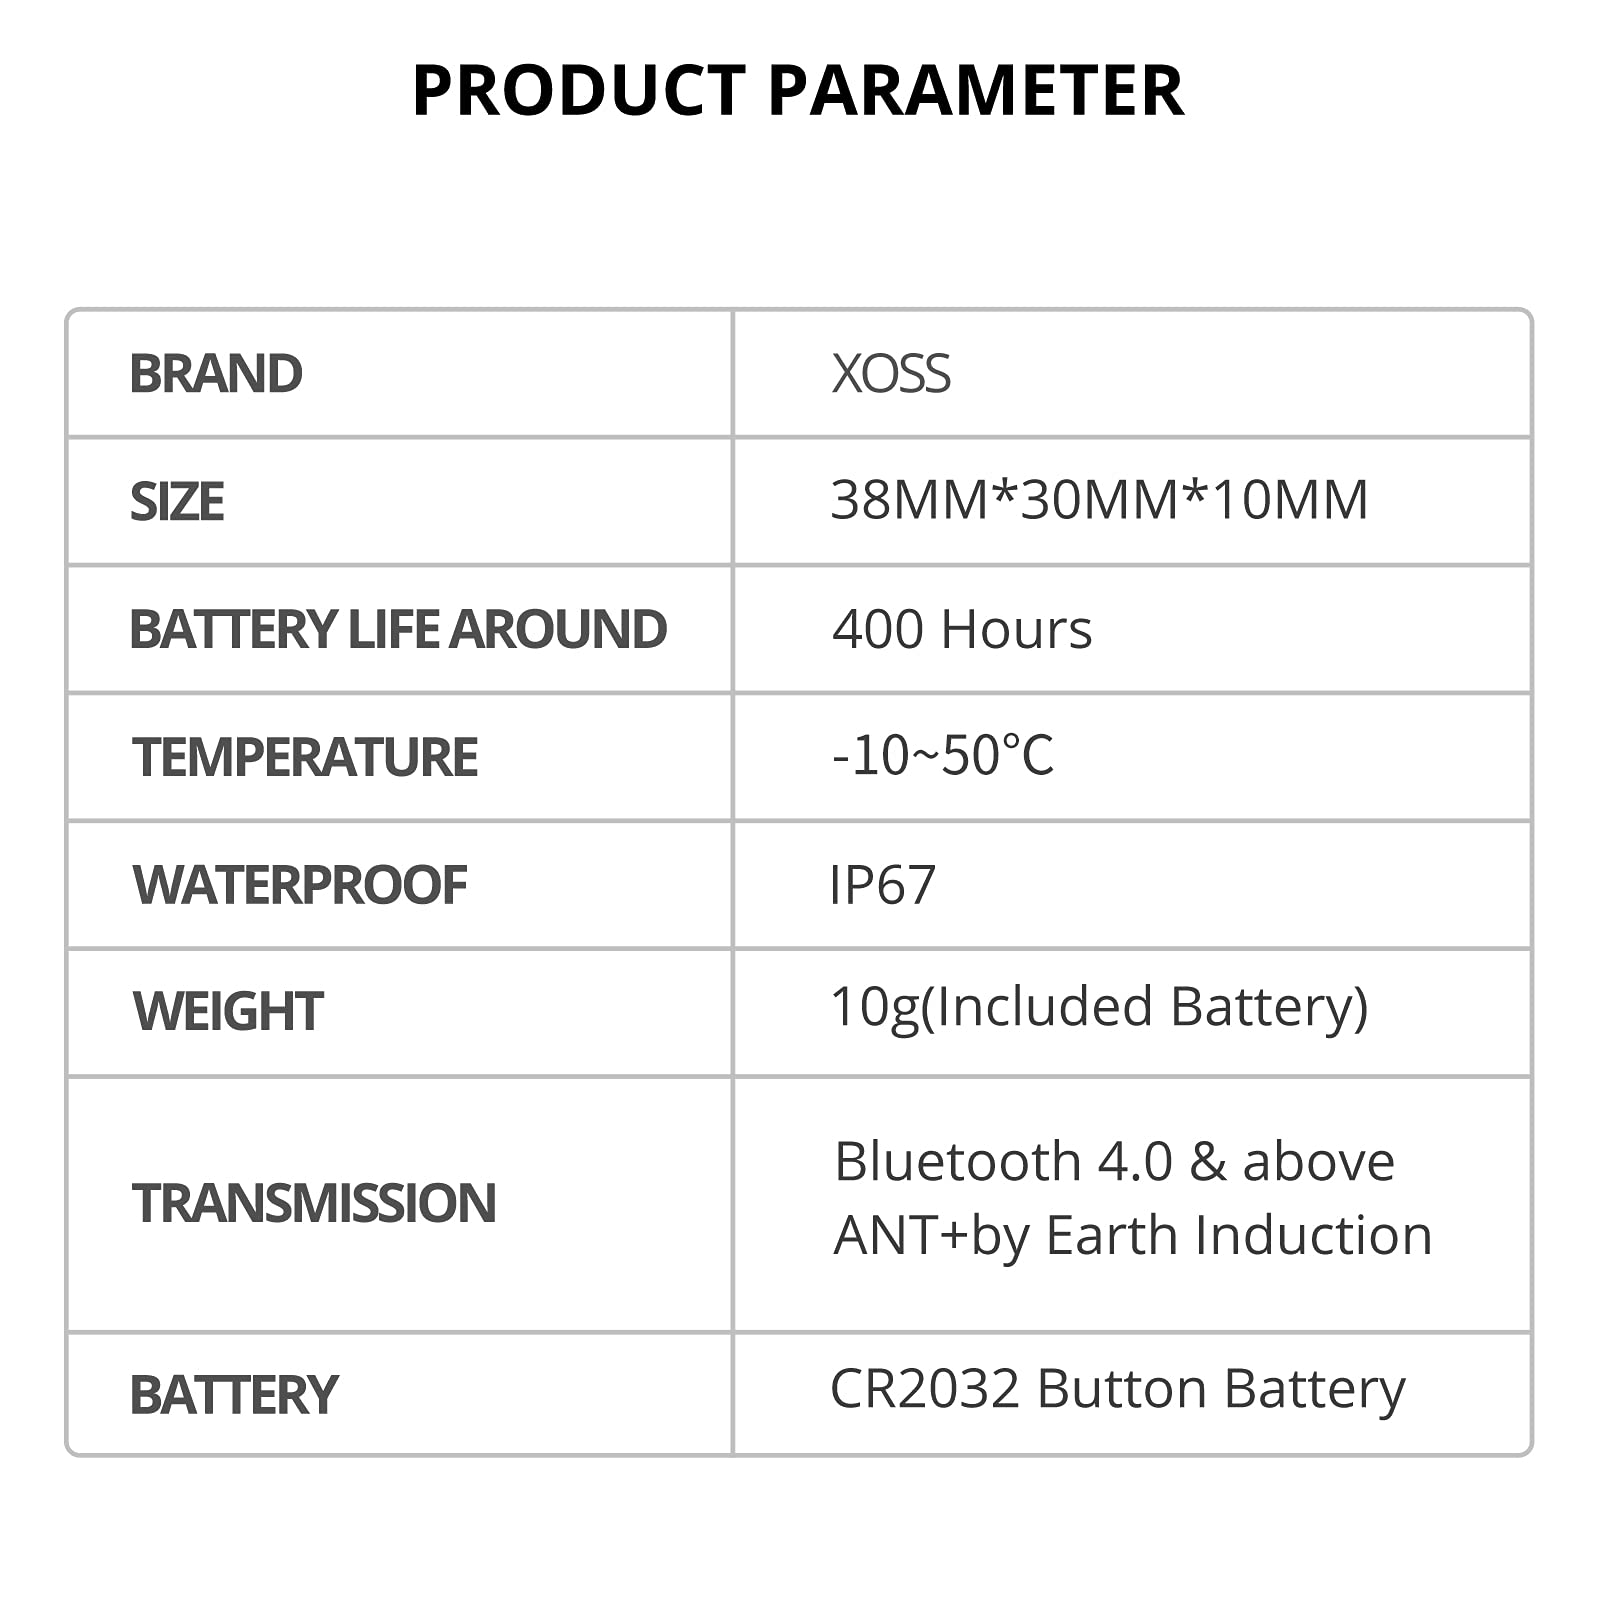 PRODUCT PARAMETER
BRAND
XOSS
SIZE
38MM*30MM*10MM
BATTERY LIFE AROUND
400 Hours
TEMPERATURE
-10~50°C
WATERPROOF
IP67
WEIGHT
10g(Included Battery)
TRANSMISSION
Bluetooth 4.0 & above
ANT+by Earth Induction
BATTERY
CR2032 Button Battery